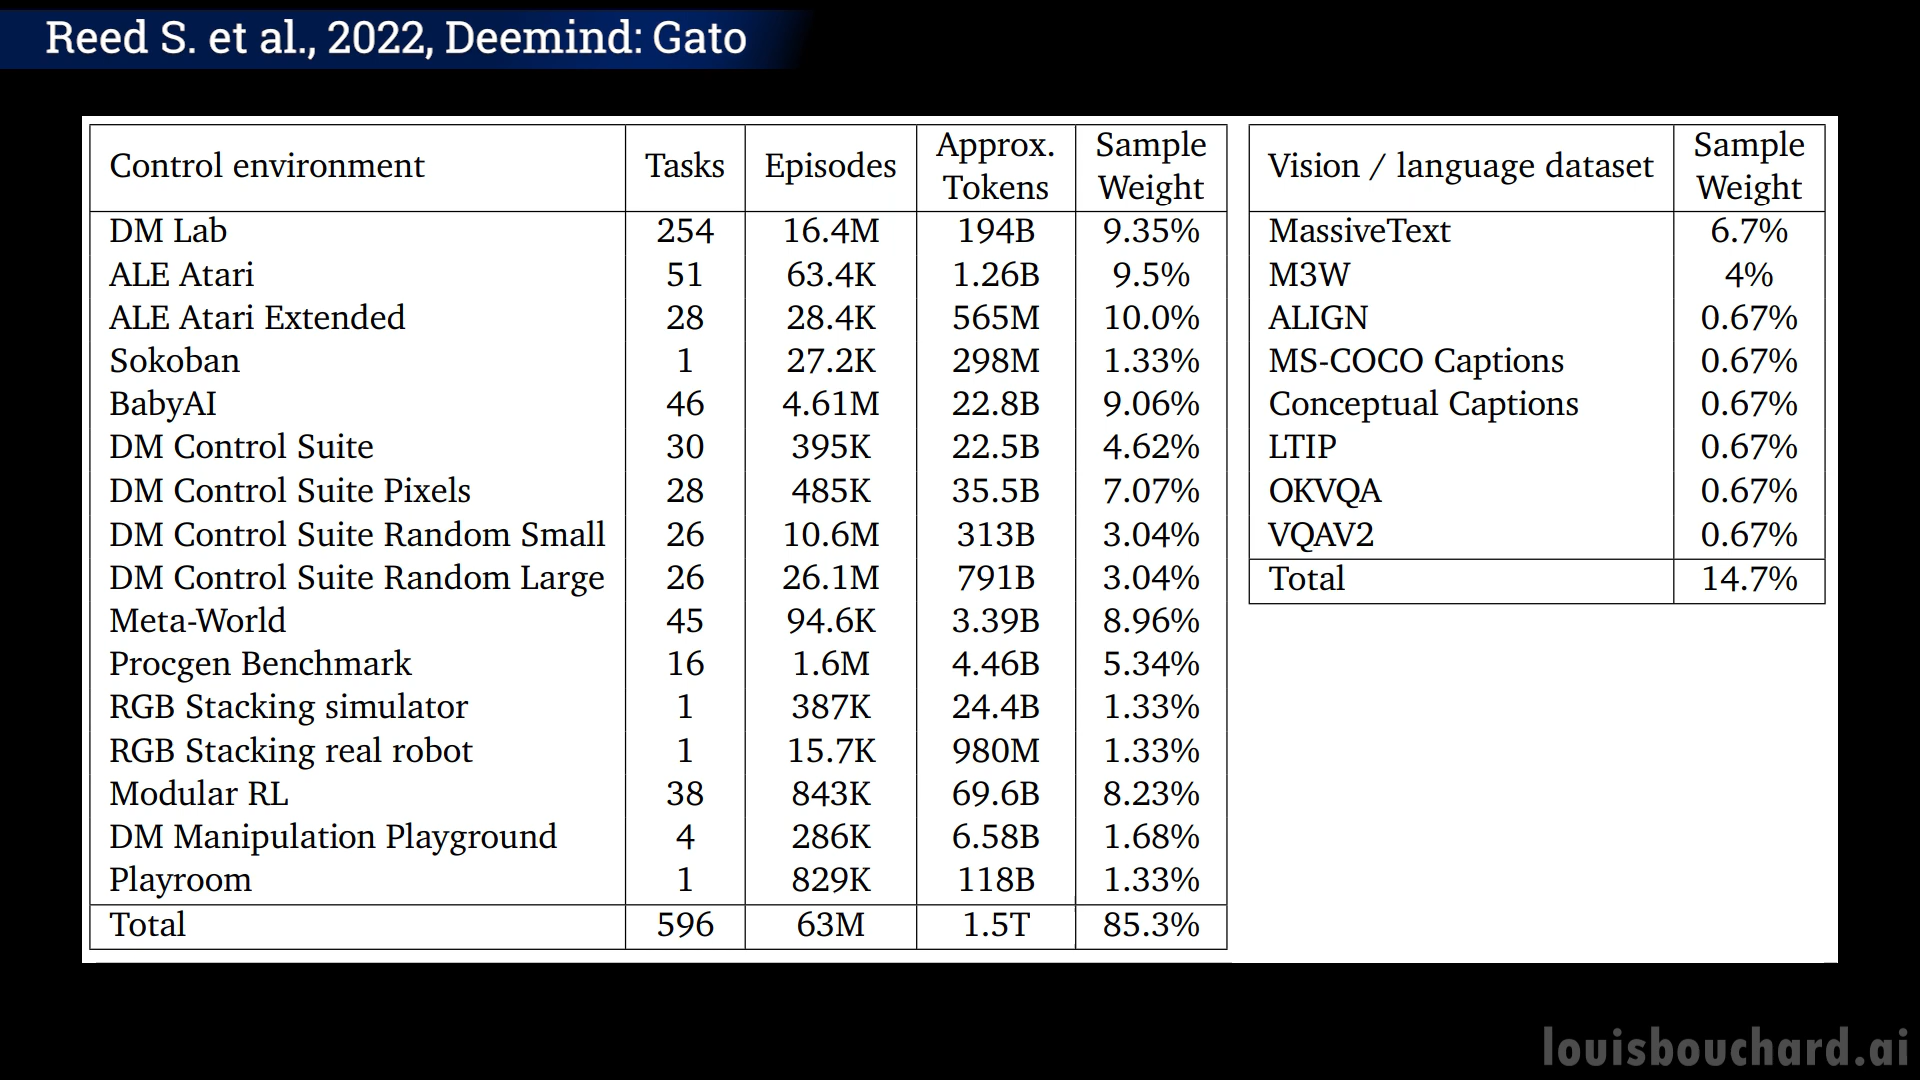 Reed S. et al., 2022, Deemind: Gato
Control environment Tasks Episodes Approx. Tokens Sample Weight
DM Lab 254 16.4M 194B 9.35%
ALE Atari 51 63.4K 1.26B 9.5%
ALE Atari Extended 28 28.4K 565M 10.0%
Sokoban 1 27.2K 298M 1.33%
BabyAI 46 4.61M 22.8B 9.06%
DM Control Suite 30 395K 22.5B 4.62%
DM Control Suite Pixels 28 485K 35.5B 7.07%
DM Control Suite Random Small 26 10.6M 313B 3.04%
DM Control Suite Random Large 26 26.1M 791B 3.04%
Meta-World 45 94.6K 3.39B 8.96%
Procgen Benchmark 16 1.6M 4.46B 5.34%
RGB Stacking simulator 1 387K 24.4B 1.33%
RGB Stacking real robot 1 15.7K 980M 1.33%
Modular RL 38 843K 69.6B 8.23%
DM Manipulation Playground 4 286K 6.58B 1.68%
Playroom 1 829K 118B 1.33%
Total 596 63M 1.5T 85.3%
Vision / language dataset Sample Weight
MassiveText 6.7%
M3W 4%
ALIGN 0.67%
MS-COCO Captions 0.67%
Conceptual Captions 0.67%
LTIP 0.67%
OKVQA 0.67%
VQAV2 0.67%
Total 14.7%
louisbouchard.ai